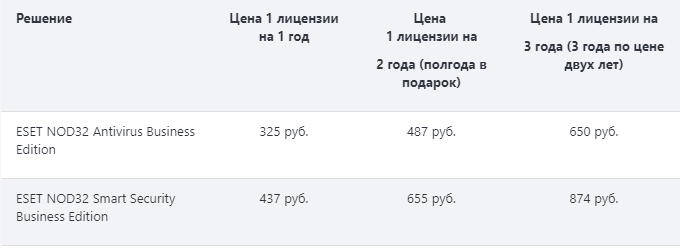 Решение
Цена 1 лицензии
на 1 год
Цена
1 лицензии на
2 года (полгода в
подарок)
Цена 1 лицензии на
3 года (3 года по цене
двух лет)
ESET NOD32 Antivirus Business
Edition
325 руб.
487 руб.
650 руб.
ESET NOD32 Smart Security
Business Edition
437 руб.
655 руб.
874 руб.